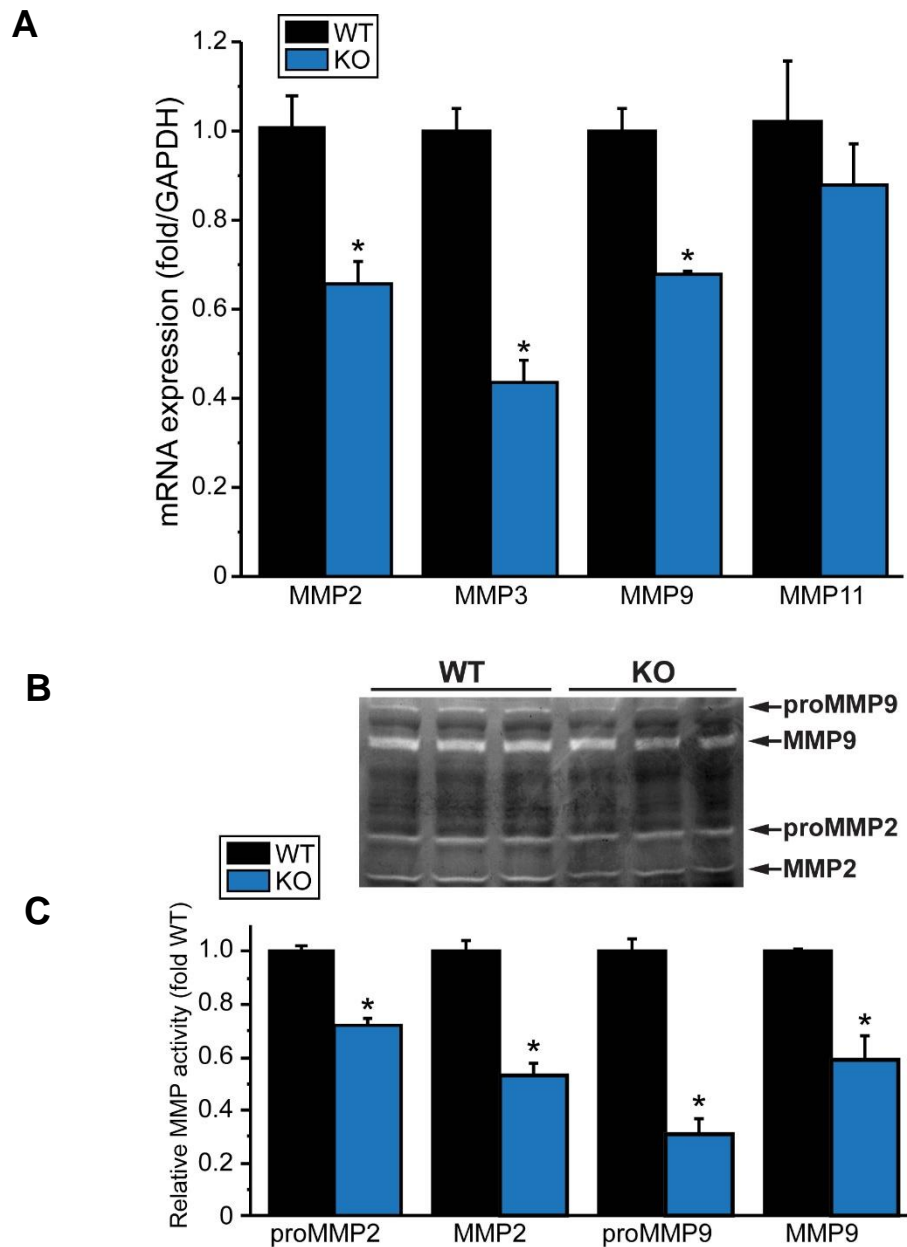 A
WT
KO
mRNA expression (fold/GAPDH)
1.2
1.0
0.8
0.6
0.4
0.2
0
*
*
*
MMP2 MMP3 MMP9 MMP11
B
WT KO
proMMP9
MMP9
proMMP2
MMP2
WT
KO
C
Relative MMP activity (fold WT)
1.0
0.8
0.6
0.4
0.2
0
*
*
*
*
proMMP2 MMP2 proMMP9 MMP9